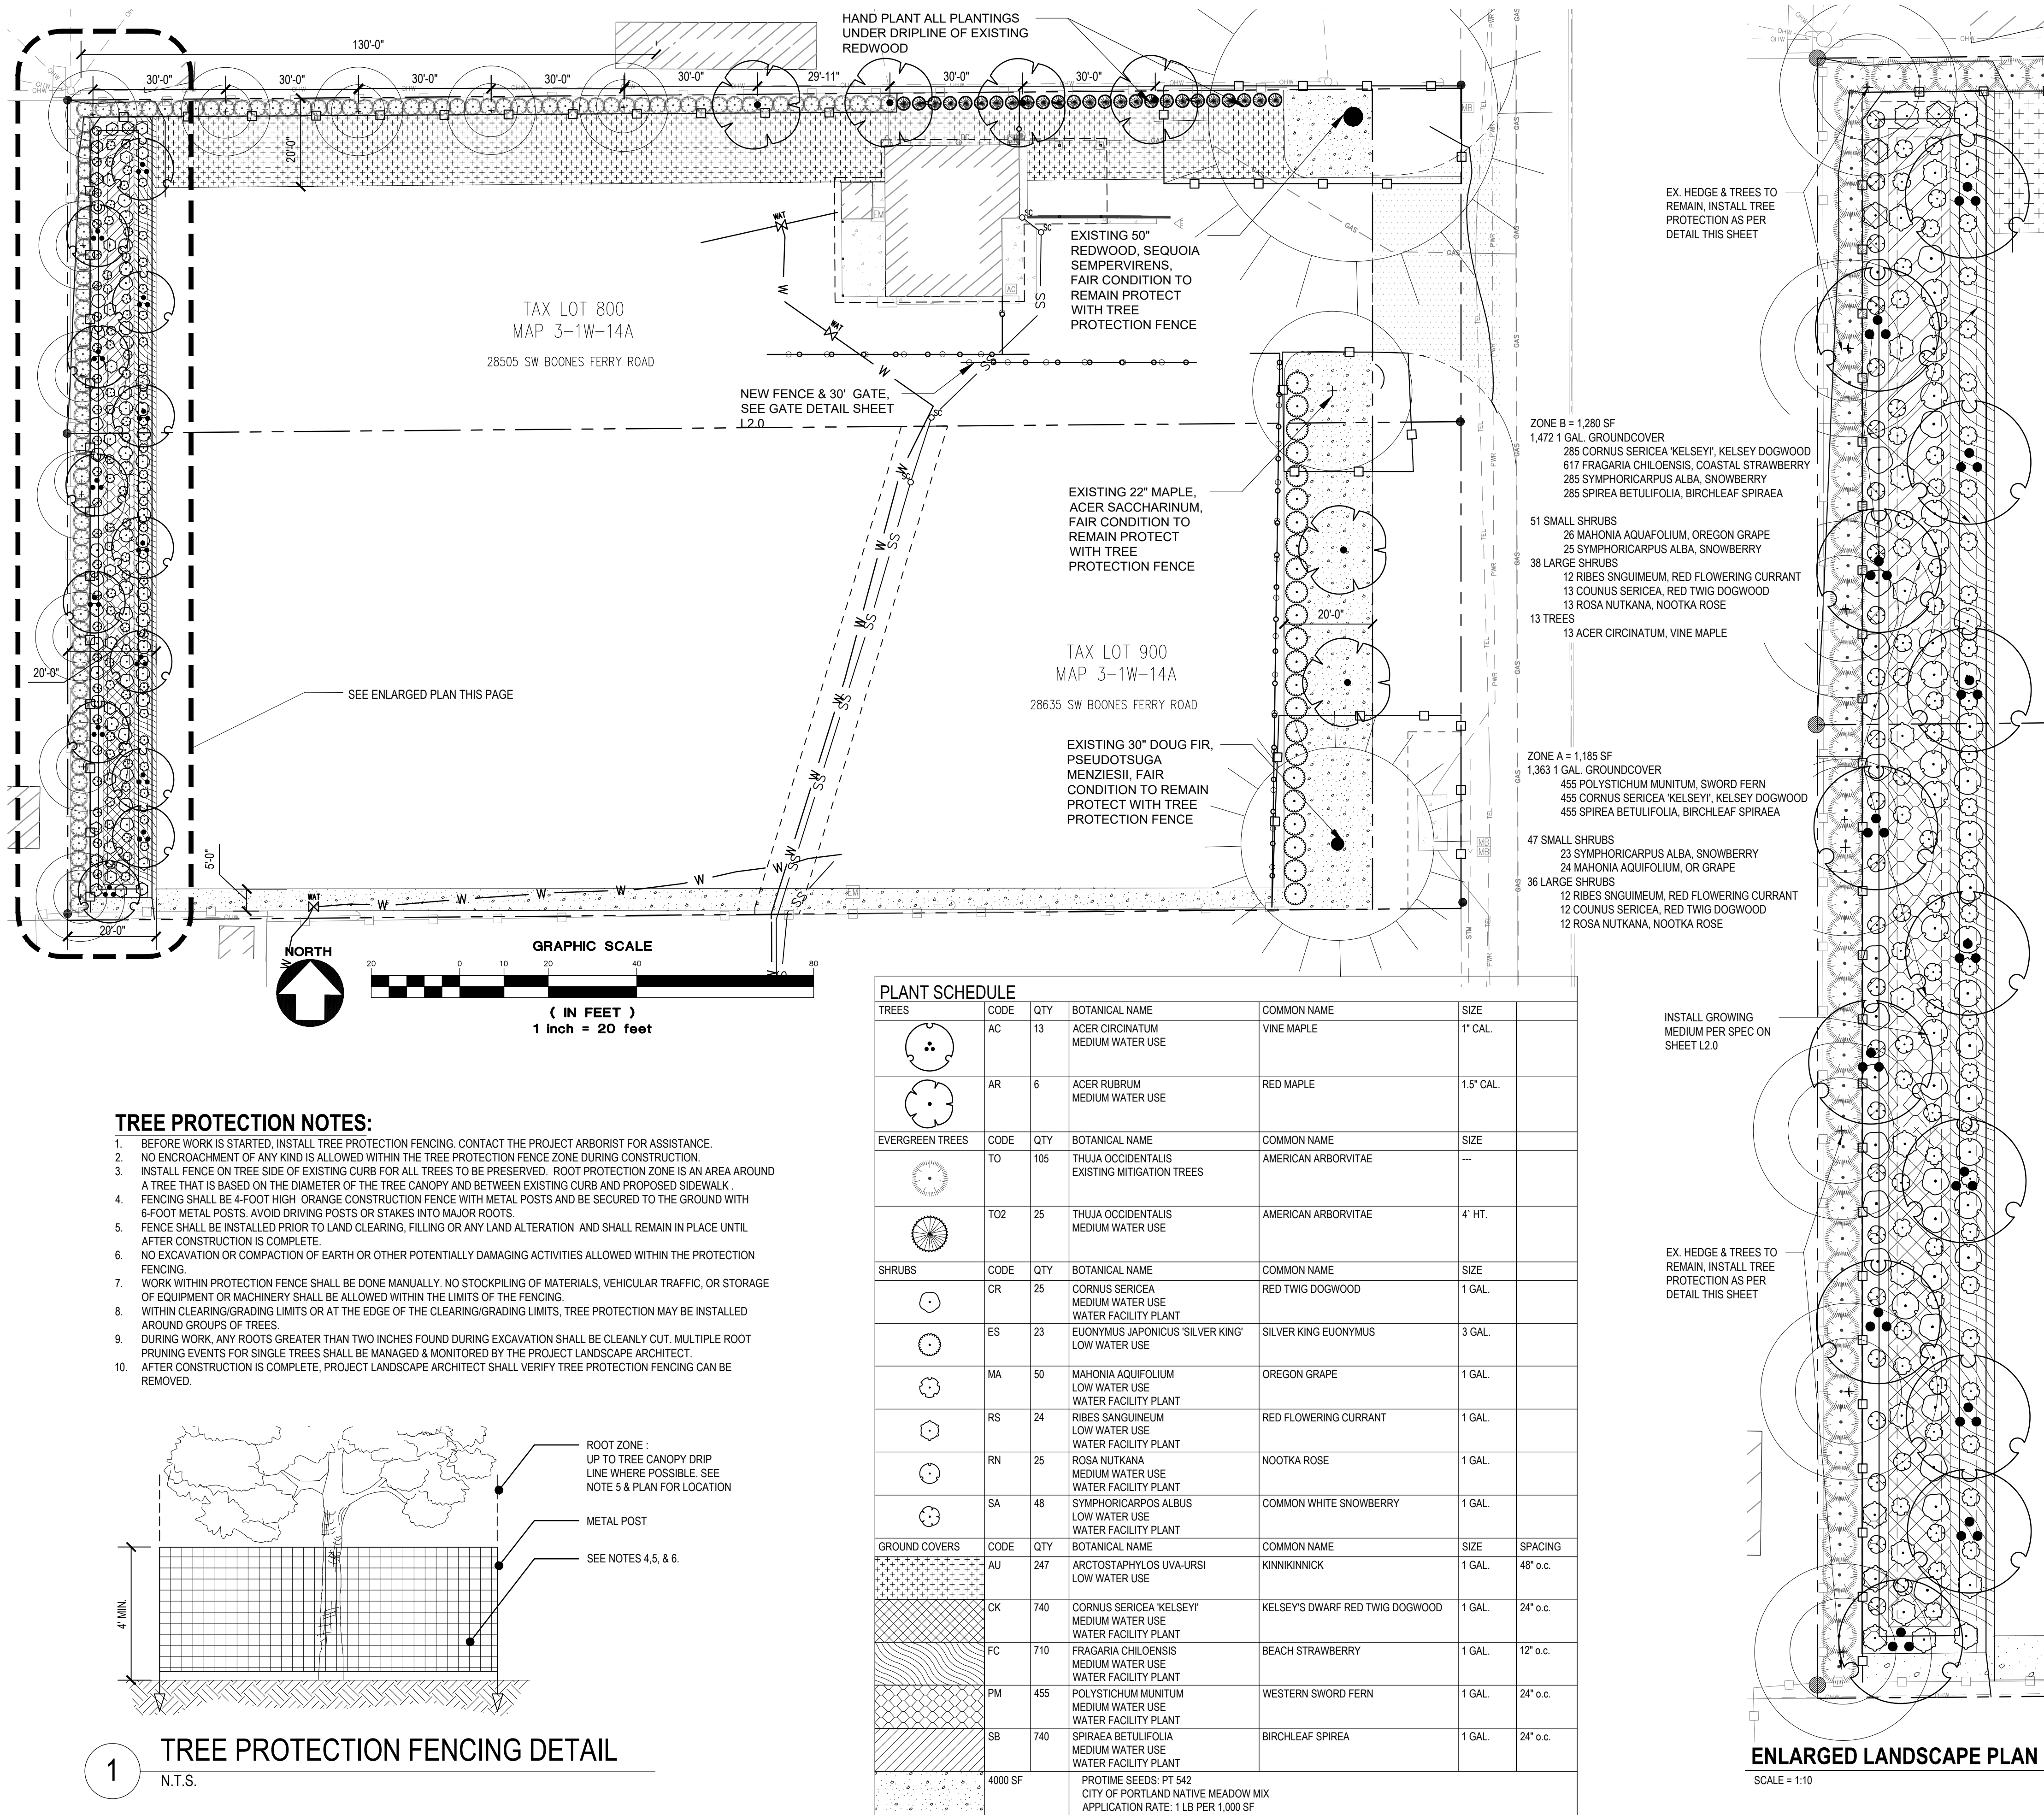 HAND PLANT ALL PLANTINGS
UNDER DRIPLINE OF EXISTING
REDWOOD
130'-0"
30'-0"
30'-0"
30'-0"
30'-0"
30'-0"
29'-11"
30'-0"
30'-0"
20'-0"
TAX LOT 800
MAP 3-1W-14A
28505 SW BOONES FERRY ROAD
EXISTING 50"
REDWOOD, SEQUOIA
SEMPERVIRENS,
FAIR CONDITION TO
REMAIN PROTECT
WITH TREE
PROTECTION FENCE
NEW FENCE & 30' GATE,
SEE GATE DETAIL SHEET
L2.0
EXISTING 22" MAPLE,
ACER SACCHARINUM,
FAIR CONDITION TO
REMAIN PROTECT
WITH TREE
PROTECTION FENCE
20'-0"
TAX LOT 900
MAP 3-1W-14A
28635 SW BOONES FERRY ROAD
EXISTING 30" DOUG FIR,
PSEUDOTSUGA
MENZIESII, FAIR
CONDITION TO REMAIN
PROTECT WITH TREE
PROTECTION FENCE
SEE ENLARGED PLAN THIS PAGE
20'-0"
5'-0"
20'-0"
WAT
WAT
WAT
NORTH
GRAPHIC SCALE
20 0 10 20 40 80
( IN FEET )
1 inch = 20 feet
ZONE B = 1,280 SF
1,472 1 GAL. GROUNDCOVER
285 CORNUS SERICEA 'KELSEYI', KELSEY DOGWOOD
617 FRAGARIA CHILOENSIS, COASTAL STRAWBERRY
285 SYMPHORICARPUS ALBA, SNOWBERRY
285 SPIREA BETULIFOLIA, BIRCHLEAF SPIRAEA
51 SMALL SHRUBS
26 MAHONIA AQUAFOLIUM, OREGON GRAPE
25 SYMPHORICARPUS ALBA, SNOWBERRY
38 LARGE SHRUBS
12 RIBES SNGUIMEUM, RED FLOWERING CURRANT
13 COUNUS SERICEA, RED TWIG DOGWOOD
13 ROSA NUTKANA, NOOTKA ROSE
13 TREES
13 ACER CIRCINATUM, VINE MAPLE
ZONE A = 1,185 SF
1,363 1 GAL. GROUNDCOVER
455 POLYSTICHUM MUNITUM, SWORD FERN
455 CORNUS SERICEA 'KELSEYI', KELSEY DOGWOOD
455 SPIREA BETULIFOLIA, BIRCHLEAF SPIRAEA
47 SMALL SHRUBS
23 SYMPHORICARPUS ALBA, SNOWBERRY
24 MAHONIA AQUIFOLIUM, OR GRAPE
36 LARGE SHRUBS
12 RIBES SNGUIMEUM, RED FLOWERING CURRANT
12 COUNUS SERICEA, RED TWIG DOGWOOD
12 ROSA NUTKANA, NOOTKA ROSE
EX. HEDGE & TREES TO
REMAIN, INSTALL TREE
PROTECTION AS PER
DETAIL THIS SHEET
INSTALL GROWING
MEDIUM PER SPEC ON
SHEET L2.0
EX. HEDGE & TREES TO
REMAIN, INSTALL TREE
PROTECTION AS PER
DETAIL THIS SHEET
ENLARGED LANDSCAPE PLAN
SCALE = 1:10
TREE PROTECTION NOTES:
1. BEFORE WORK IS STARTED, INSTALL TREE PROTECTION FENCING. CONTACT THE PROJECT ARBORIST FOR ASSISTANCE.
2. NO ENCROACHMENT OF ANY KIND IS ALLOWED WITHIN THE TREE PROTECTION FENCE ZONE DURING CONSTRUCTION.
3. INSTALL FENCE ON TREE SIDE OF EXISTING CURB FOR ALL TREES TO BE PRESERVED. ROOT PROTECTION ZONE IS AN AREA AROUND
A TREE THAT IS BASED ON THE DIAMETER OF THE TREE CANOPY AND BETWEEN EXISTING CURB AND PROPOSED SIDEWALK .
4. FENCING SHALL BE 4-FOOT HIGH ORANGE CONSTRUCTION FENCE WITH METAL POSTS AND BE SECURED TO THE GROUND WITH
6-FOOT METAL POSTS. AVOID DRIVING POSTS OR STAKES INTO MAJOR ROOTS.
5. FENCE SHALL BE INSTALLED PRIOR TO LAND CLEARING, FILLING OR ANY LAND ALTERATION AND SHALL REMAIN IN PLACE UNTIL
AFTER CONSTRUCTION IS COMPLETE.
6. NO EXCAVATION OR COMPACTION OF EARTH OR OTHER POTENTIALLY DAMAGING ACTIVITIES ALLOWED WITHIN THE PROTECTION
FENCING.
7. WORK WITHIN PROTECTION FENCE SHALL BE DONE MANUALLY. NO STOCKPILING OF MATERIALS, VEHICULAR TRAFFIC, OR STORAGE
OF EQUIPMENT OR MACHINERY SHALL BE ALLOWED WITHIN THE LIMITS OF THE FENCING.
8. WITHIN CLEARING/GRADING LIMITS OR AT THE EDGE OF THE CLEARING/GRADING LIMITS, TREE PROTECTION MAY BE INSTALLED
AROUND GROUPS OF TREES.
9. DURING WORK, ANY ROOTS GREATER THAN TWO INCHES FOUND DURING EXCAVATION SHALL BE CLEANLY CUT. MULTIPLE ROOT
PRUNING EVENTS FOR SINGLE TREES SHALL BE MANAGED & MONITORED BY THE PROJECT LANDSCAPE ARCHITECT.
10. AFTER CONSTRUCTION IS COMPLETE, PROJECT LANDSCAPE ARCHITECT SHALL VERIFY TREE PROTECTION FENCING CAN BE
REMOVED.
ROOT ZONE :
UP TO TREE CANOPY DRIP
LINE WHERE POSSIBLE. SEE
NOTE 5 & PLAN FOR LOCATION
METAL POST
SEE NOTES 4,5, & 6.
4' MIN.
1 TREE PROTECTION FENCING DETAIL
N.T.S.
PLANT SCHEDULE
TREES CODE QTY BOTANICAL NAME COMMON NAME SIZE
AC 13 ACER CIRCINATUM VINE MAPLE 1" CAL.
MEDIUM WATER USE
AR 6 ACER RUBRUM RED MAPLE 1.5" CAL.
MEDIUM WATER USE
EVERGREEN TREES CODE QTY BOTANICAL NAME COMMON NAME SIZE
TO 105 THUJA OCCIDENTALIS AMERICAN ARBORVITAE ---
EXISTING MITIGATION TREES
TO2 25 THUJA OCCIDENTALIS AMERICAN ARBORVITAE 4` HT.
MEDIUM WATER USE
SHRUBS CODE QTY BOTANICAL NAME COMMON NAME SIZE
CR 25 CORNUS SERICEA RED TWIG DOGWOOD 1 GAL.
MEDIUM WATER USE
WATER FACILITY PLANT
ES 23 EUONYMUS JAPONICUS 'SILVER KING' SILVER KING EUONYMUS 3 GAL.
LOW WATER USE
MA 50 MAHONIA AQUIFOLIUM OREGON GRAPE 1 GAL.
LOW WATER USE
WATER FACILITY PLANT
RS 24 RIBES SANGUINEUM RED FLOWERING CURRANT 1 GAL.
LOW WATER USE
WATER FACILITY PLANT
RN 25 ROSA NUTKANA NOOTKA ROSE 1 GAL.
MEDIUM WATER USE
WATER FACILITY PLANT
SA 48 SYMPHORICARPOS ALBUS COMMON WHITE SNOWBERRY 1 GAL.
LOW WATER USE
WATER FACILITY PLANT
GROUND COVERS CODE QTY BOTANICAL NAME COMMON NAME SIZE SPACING
AU 247 ARCTOSTAPHYLOS UVA-URSI KINNIKINNICK 1 GAL. 48" o.c.
LOW WATER USE
CK 740 CORNUS SERICEA 'KELSEYI' KELSEY'S DWARF RED TWIG DOGWOOD 1 GAL. 24" o.c.
MEDIUM WATER USE
WATER FACILITY PLANT
FC 710 FRAGARIA CHILOENSIS BEACH STRAWBERRY 1 GAL. 12" o.c.
MEDIUM WATER USE
WATER FACILITY PLANT
PM 455 POLYSTICHUM MUNITUM WESTERN SWORD FERN 1 GAL. 24" o.c.
MEDIUM WATER USE
WATER FACILITY PLANT
SB 740 SPIRAEA BETULIFOLIA BIRCHLEAF SPIREA 1 GAL. 24" o.c.
MEDIUM WATER USE
WATER FACILITY PLANT
4000 SF PROTIME SEEDS: PT 542
CITY OF PORTLAND NATIVE MEADOW MIX
APPLICATION RATE: 1 LB PER 1,000 SF